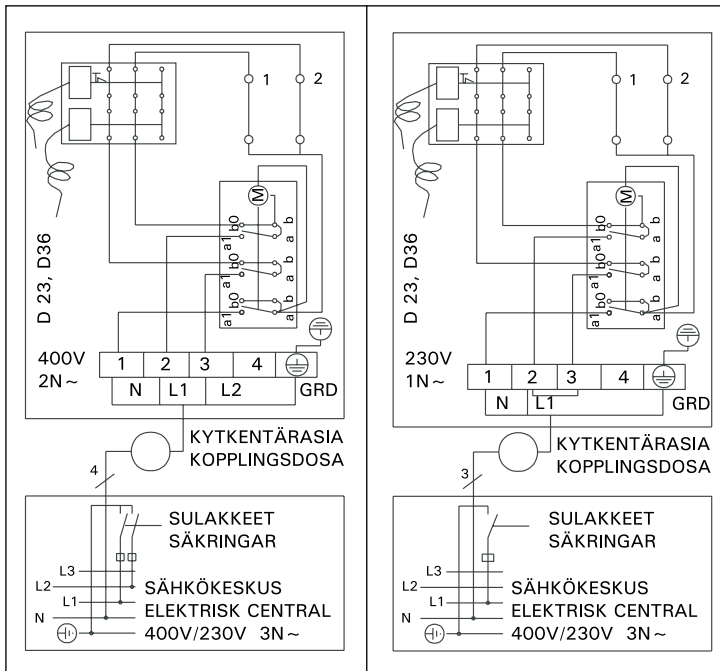 1
2
M
b0
b
a1
a
b0
b
a1
a
b0
b
a1
a
D 23, D36
400V
2N~
1 2 3 4
N L1 L2 GRD
KYTKENTÄRASIA
KOPPLINGSDOSA
4
SULAKKEET
SÄKRINGAR
L3
L2
L1
N
SÄHKÖKESKUS
ELEKTRISK CENTRAL
400V/230V 3N~
1
2
M
b0
b
a1
a
b0
b
a1
a
b0
b
a1
a
D 23, D36
230V
1N~
1 2 3 4
N L1 GRD
KYTKENTÄRASIA
KOPPLINGSDOSA
3
SULAKKEET
SÄKRINGAR
L3
L2
L1
N
SÄHKÖKESKUS
ELEKTRISK CENTRAL
400V/230V 3N~